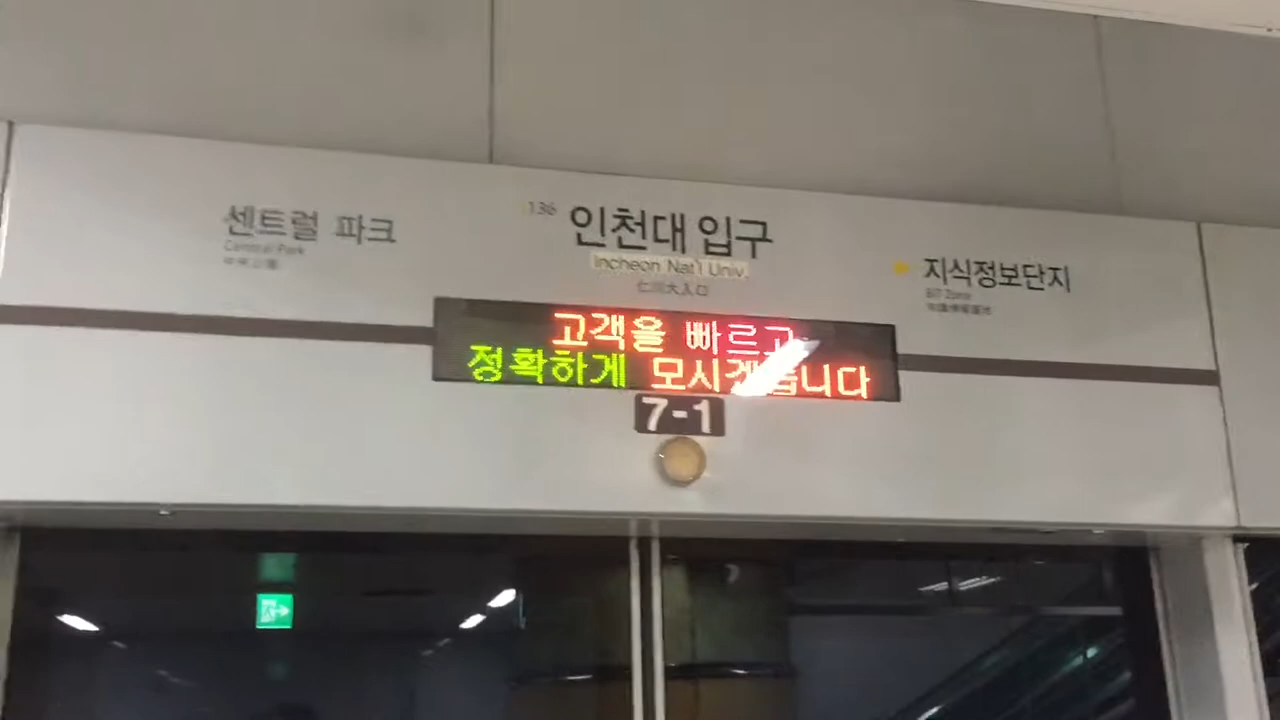 센트럴 파크
Central Park
136
인천대 입구
Incheon Nat'l Univ.
仁川大入口
지식정보단지
BIT Zone
고객을 빠르고
정확하게 모시겠습니다
7-1